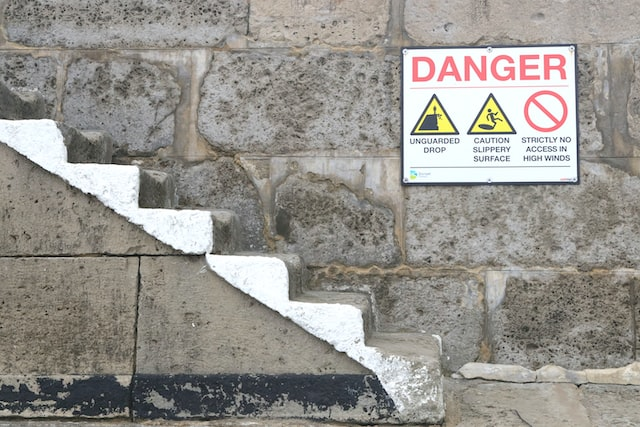 DANGER
UNGUARDED DROP
CAUTION SLIPPERY SURFACE
STRICTLY NO ACCESS IN HIGH WINDS